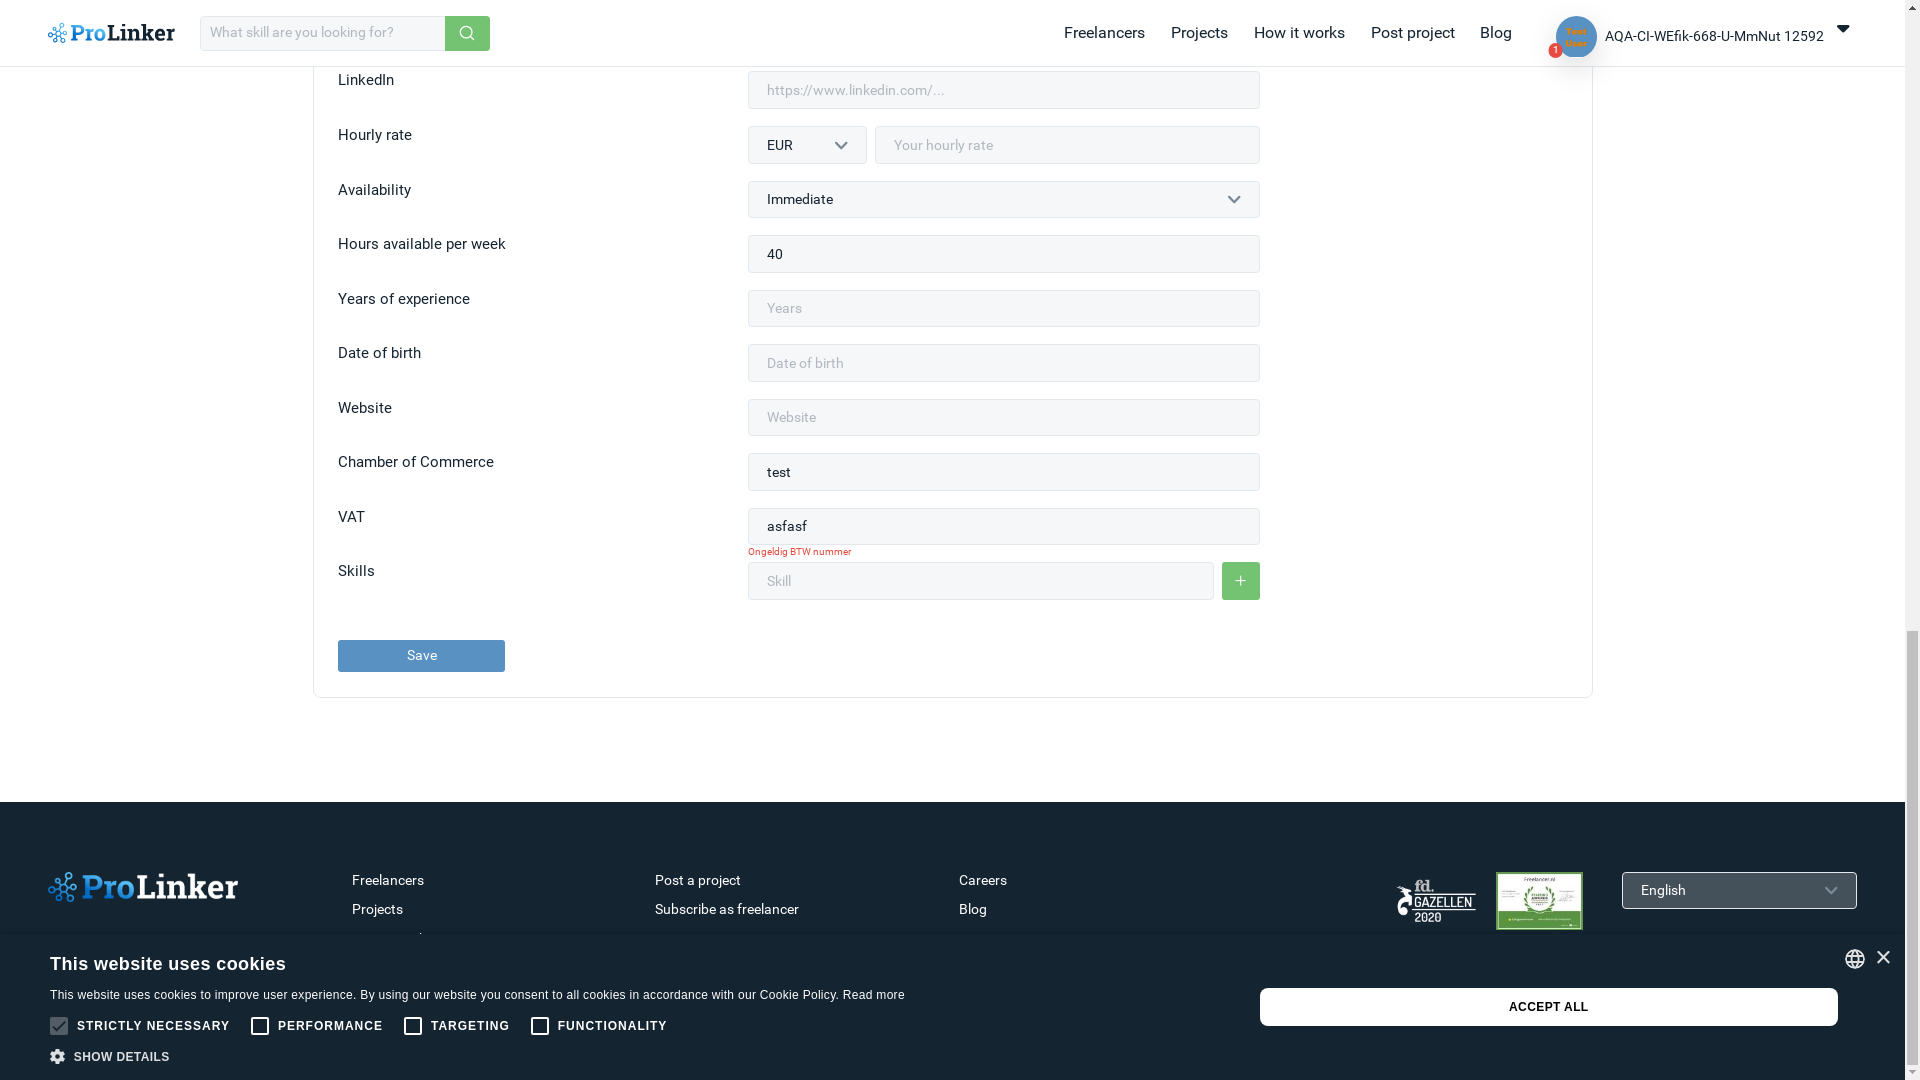 ProLinker
What skill are you looking for?
Freelancers
Projects
How it works
Post project
Blog
1
AQA-CI-WEfik-668-U-MmNut 12592
LinkedIn
https://www.linkedin.com/...
Hourly rate
EUR
Your hourly rate
Availability
Immediate
Hours available per week
40
Years of experience
Years
Date of birth
Date of birth
Website
Website
Chamber of Commerce
test
VAT
asfasf
Ongeldig BTW nummer
Skills
Skill
+
Save
ProLinker
Freelancers
Projects
Post a project
Subscribe as freelancer
Careers
Blog
fd.
GAZELLEN
2020
Freelancer.nl
English
This website uses cookies
This website uses cookies to improve user experience. By using our website you consent to all cookies in accordance with our Cookie Policy. Read more
STRICTLY NECESSARY
PERFORMANCE
TARGETING
FUNCTIONALITY
SHOW DETAILS
ACCEPT ALL
×